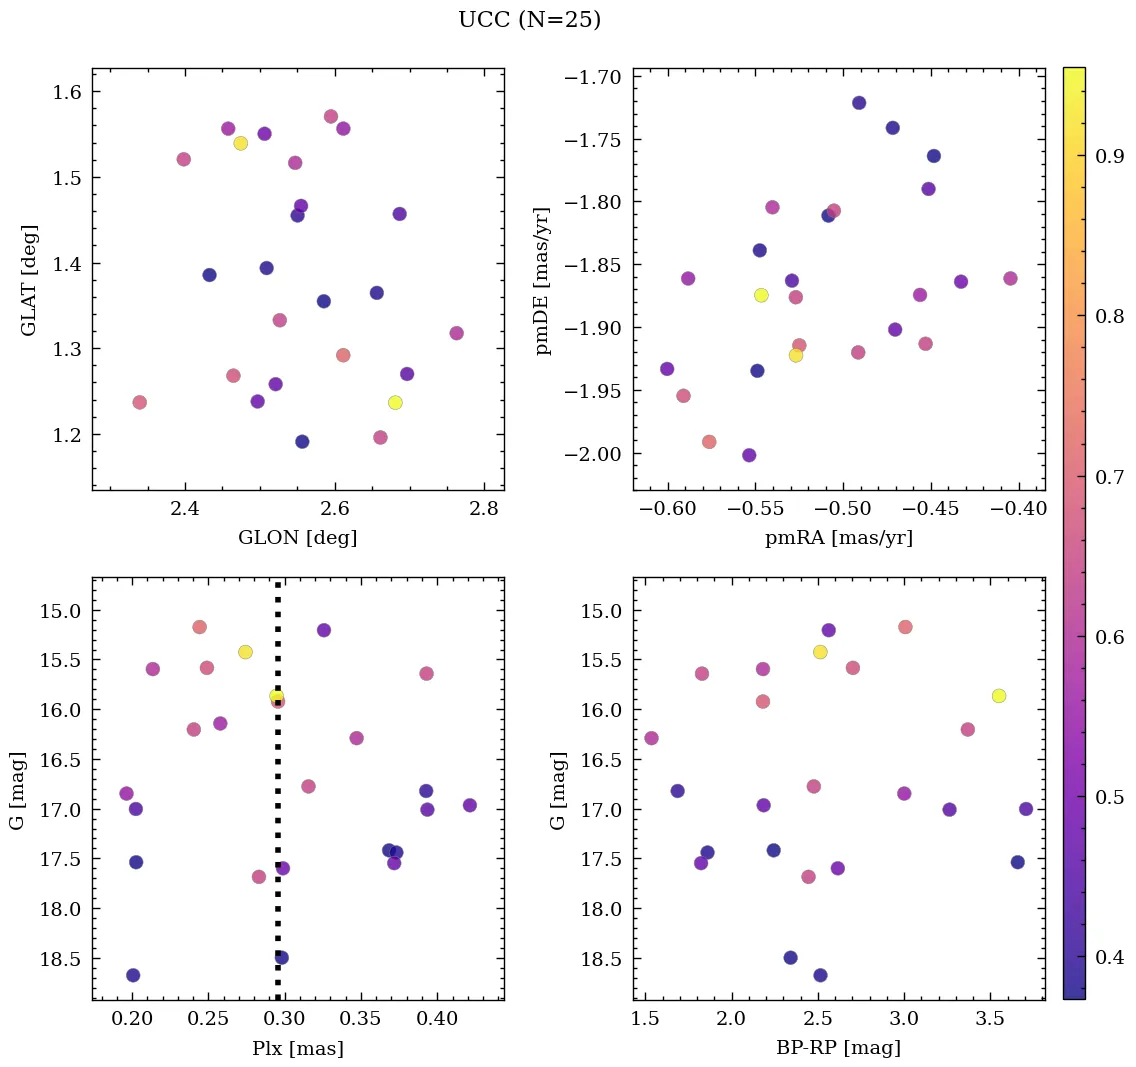 UCC (N=25)
1.6
1.5
1.4
1.3
1.2
GLAT [deg]
2.4 2.6 2.8
GLON [deg]
−1.70
−1.75
−1.80
−1.85
−1.90
−1.95
−2.00
pmDE [mas/yr]
−0.60 −0.55 −0.50 −0.45 −0.40
pmRA [mas/yr]
15.0
15.5
16.0
16.5
17.0
17.5
18.0
18.5
G [mag]
0.20 0.25 0.30 0.35 0.40
Plx [mas]
15.0
15.5
16.0
16.5
17.0
17.5
18.0
18.5
G [mag]
1.5 2.0 2.5 3.0 3.5
BP-RP [mag]
0.9
0.8
0.7
0.6
0.5
0.4